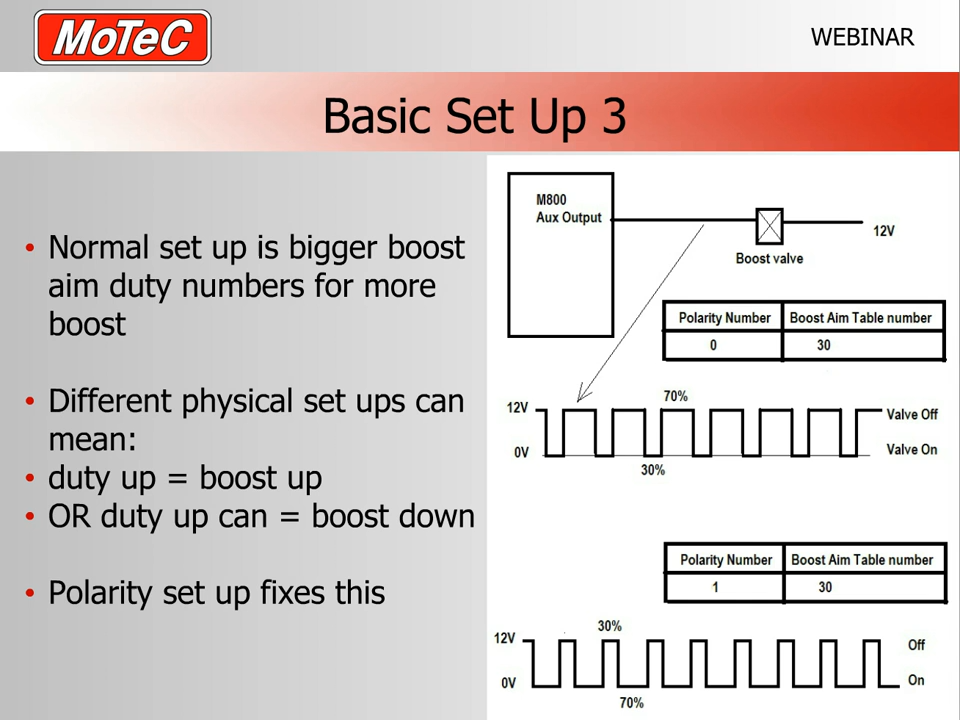 MoTeC
WEBINAR
Basic Set Up 3
• Normal set up is bigger boost
aim duty numbers for more
boost
• Different physical set ups can
mean:
• duty up = boost up
• OR duty up can = boost down
• Polarity set up fixes this
M800
Aux Output
12V
Boost valve
Polarity Number Boost Aim Table number
0 30
70%
12V
Valve Off
0V
Valve On
30%
Polarity Number Boost Aim Table number
1 30
30%
12V
Off
0V
On
70%